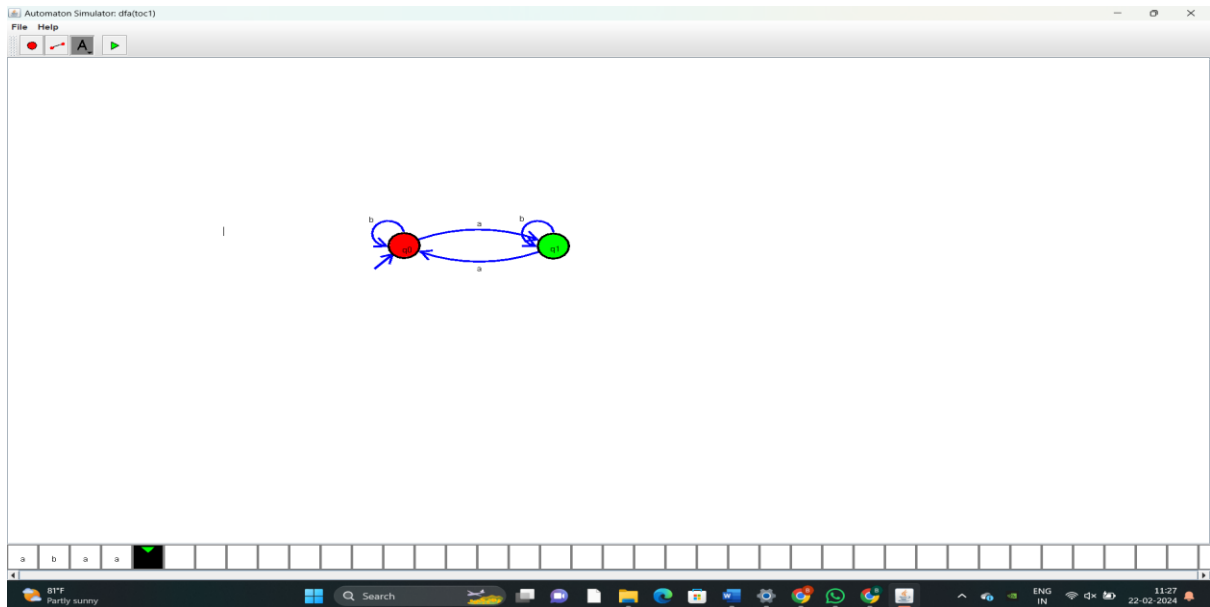 Automaton Simulator: dfa(toc1)
File Help
A
b
a
b
q0
q1
a
a b a a
81°F
Partly sunny
Search
ENG
IN
11:27
22-02-2024